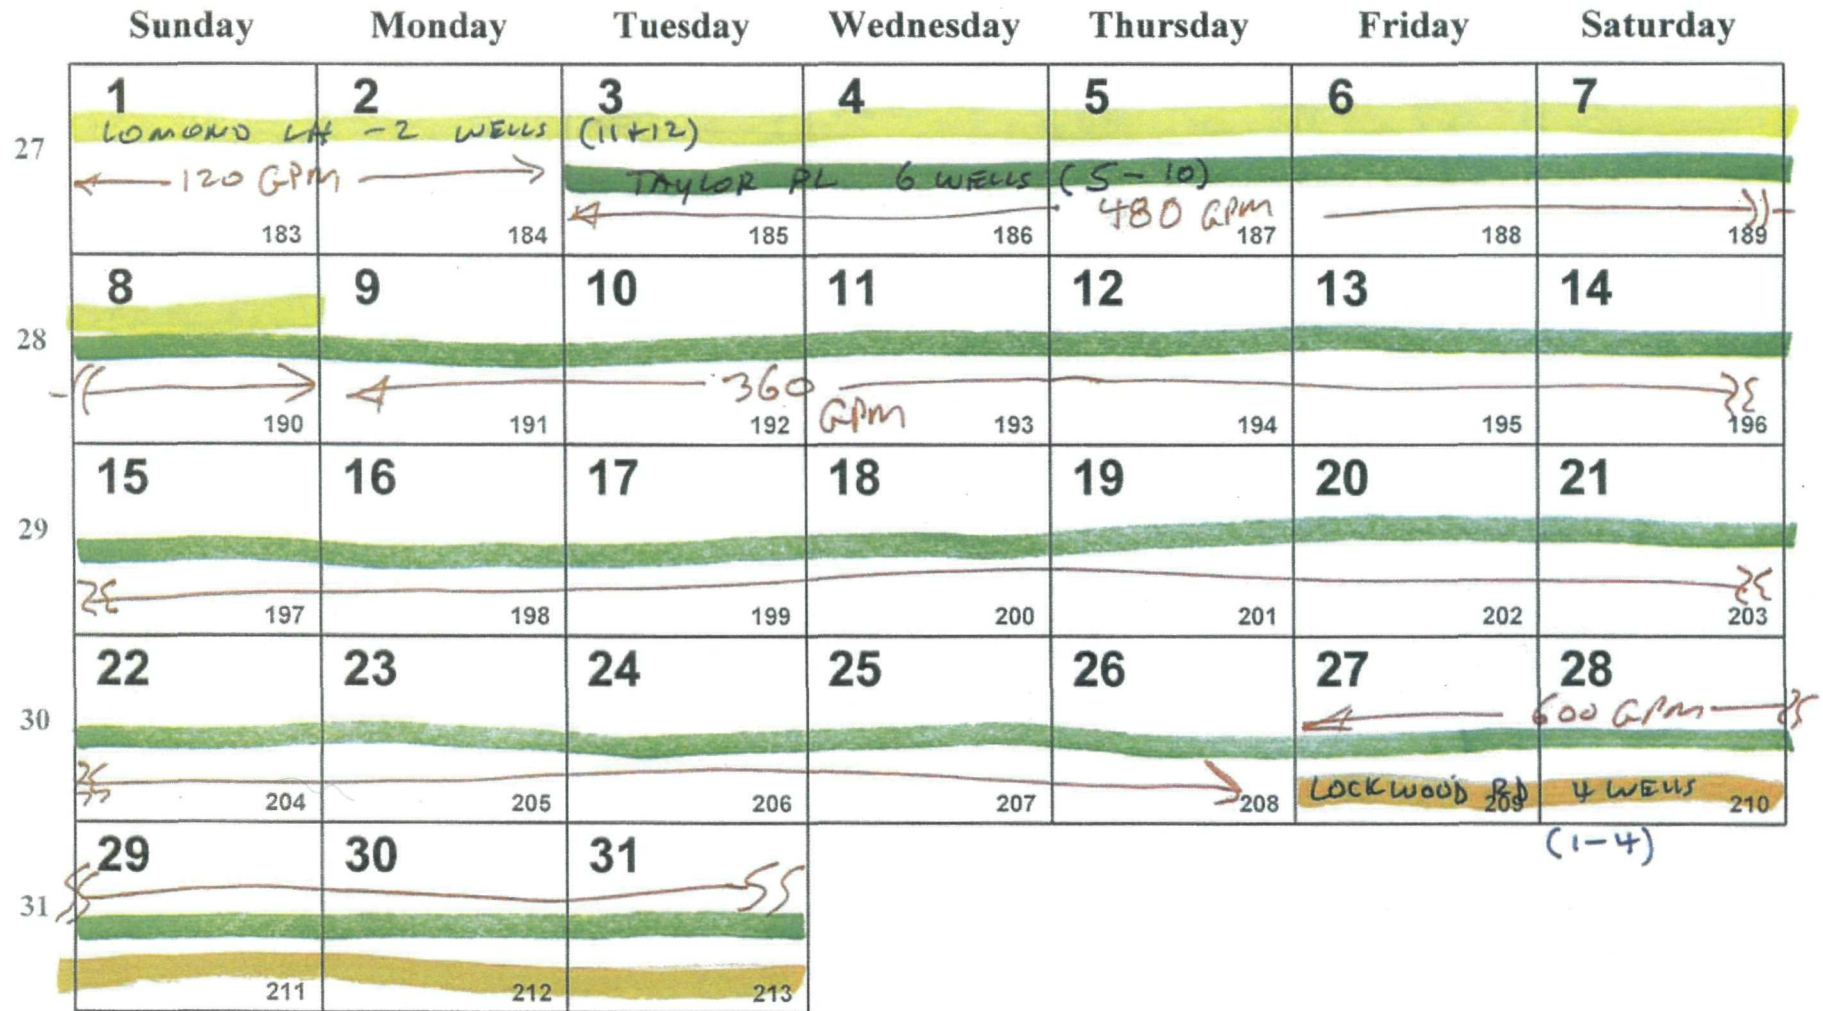 Sunday Monday Tuesday Wednesday Thursday Friday Saturday
1 2 3 4 5 6 7
LOMOND LN - 2 WELLS (11+12)
27
120 GPM TAYLOR PL 6 WELLS (5-10)
480 GPM
183 184 185 186 187 188 189
8 9 10 11 12 13 14
28
360
GPM
190 191 192 193 194 195 196
15 16 17 18 19 20 21
29
197 198 199 200 201 202 203
22 23 24 25 26 27 28
30
600 GPM
LOCKWOOD RD 4 WELLS
204 205 206 207 208 209 210
(1-4)
29 30 31
31
211 212 213